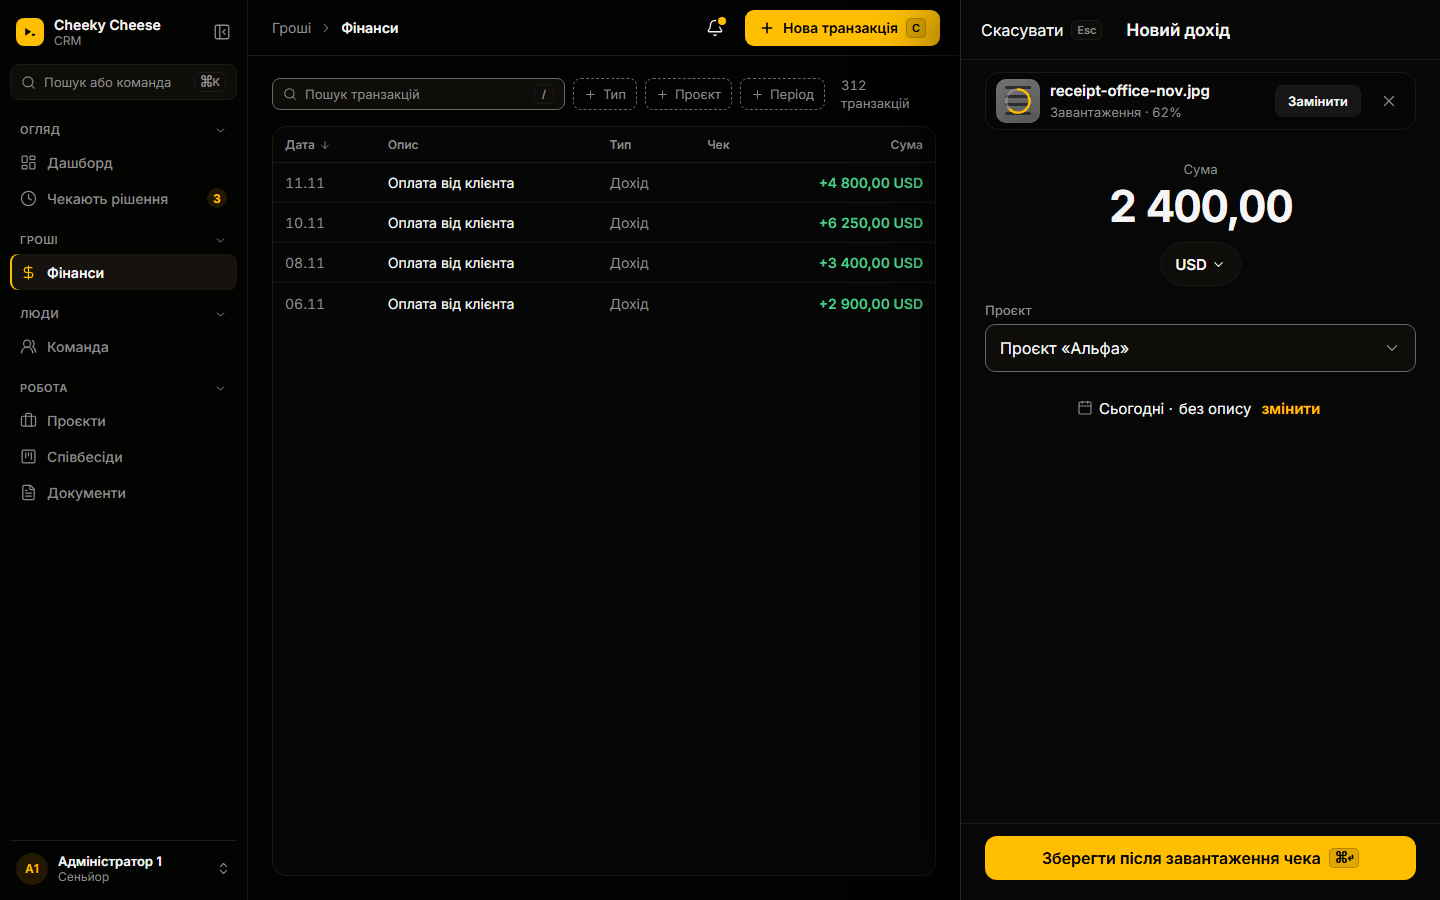 Cheeky Cheese
CRM
Пошук або команда ⌘K
ОГЛЯД
Дашборд
Чекають рішення 3
ГРОШІ
Фінанси
ЛЮДИ
Команда
РОБОТА
Проєкти
Співбесіди
Документи
A1 Адміністратор 1
Сеньйор
Гроші > Фінанси
+ Нова транзакція C
Пошук транзакцій /
+ Тип
+ Проєкт
+ Період
312
транзакцій
Дата ↓ Опис Тип Чек Сума
11.11 Оплата від клієнта Дохід +4 800,00 USD
10.11 Оплата від клієнта Дохід +6 250,00 USD
08.11 Оплата від клієнта Дохід +3 400,00 USD
06.11 Оплата від клієнта Дохід +2 900,00 USD
Скасувати Esc Новий дохід
receipt-office-nov.jpg
Завантаження · 62%
Замінити
Сума
2 400,00
USD
Проєкт
Проєкт «Альфа»
Сьогодні · без опису змінити
Зберегти після завантаження чека ⌘↵